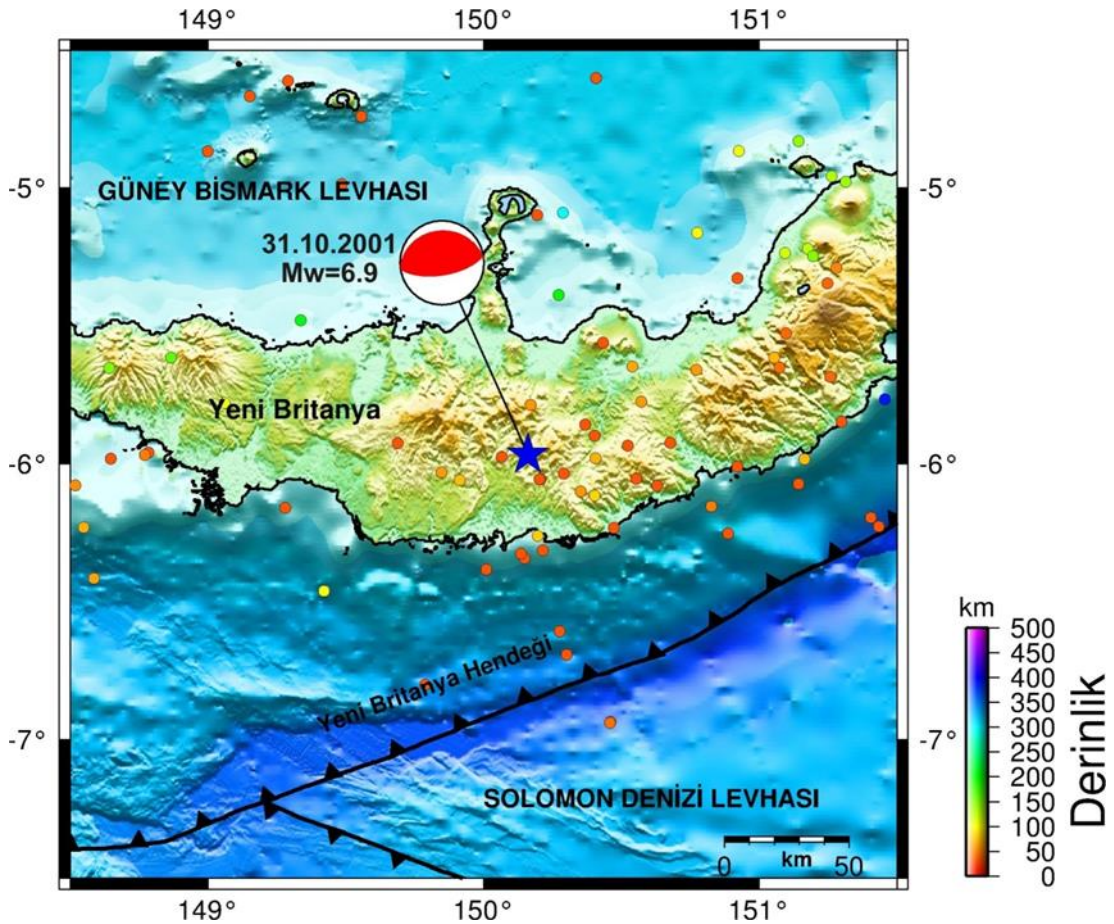 149° 150° 151°
-5° -5°
GÜNEY BİSMARK LEVHASI
31.10.2001
Mw=6.9
Yeni Britanya
-6° -6°
Yeni Britanya Hendeği
-7° -7°
SOLOMON DENİZİ LEVHASI
0 km 50
149° 150° 151°
km
500
450
400
350
300
250
200
150
100
50
0
Derinlik